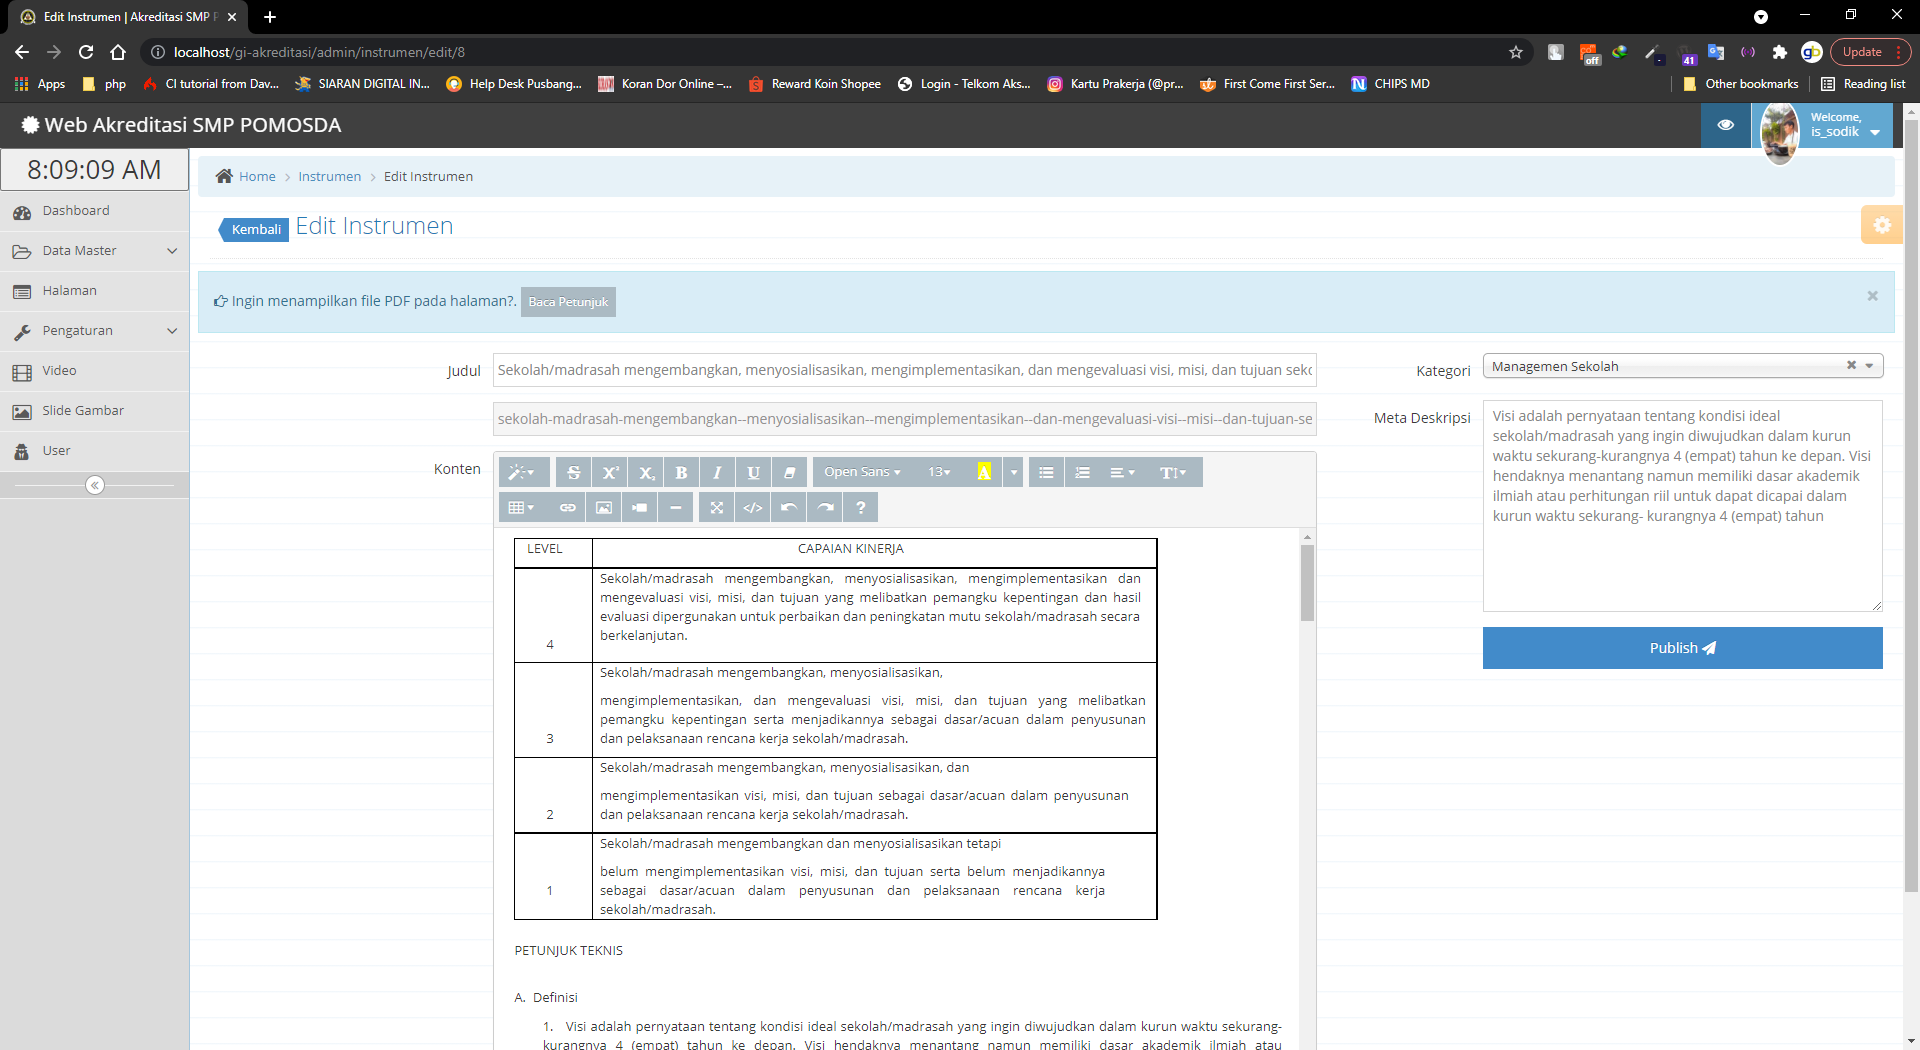 Edit Instrumen | Akreditasi SMP P
localhost/gi-akreditasi/admin/instrumen/edit/8
off
41
gb
Update
Apps
php
CI tutorial from Dav...
SIARAN DIGITAL IN...
Help Desk Pusbang...
Koran Dor Online –...
Reward Koin Shopee
Login - Telkom Aks...
Kartu Prakerja (@pr...
First Come First Ser...
CHIPS MD
Other bookmarks
Reading list
Web Akreditasi SMP POMOSDA
Welcome,
is_sodik
8:09:09 AM
Dashboard
Data Master
Halaman
Pengaturan
Video
Slide Gambar
User
Home > Instrumen > Edit Instrumen
Kembali Edit Instrumen
Ingin menampilkan file PDF pada halaman?. Baca Petunjuk
Judul
Sekolah/madrasah mengembangkan, menyosialisasikan, mengimplementasikan, dan mengevaluasi visi, misi, dan tujuan seko
sekolah-madrasah-mengembangkan--menyosialisasikan--mengimplementasikan--dan-mengevaluasi-visi--misi--dan-tujuan-se
Konten
Open Sans
13
LEVEL CAPAIAN KINERJA
Sekolah/madrasah mengembangkan, menyosialisasikan, mengimplementasikan dan
mengevaluasi visi, misi, dan tujuan yang melibatkan pemangku kepentingan dan hasil
evaluasi dipergunakan untuk perbaikan dan peningkatan mutu sekolah/madrasah secara
berkelanjutan.
4
Sekolah/madrasah mengembangkan, menyosialisasikan,
mengimplementasikan, dan mengevaluasi visi, misi, dan tujuan yang melibatkan
pemangku kepentingan serta menjadikannya sebagai dasar/acuan dalam penyusunan
3 dan pelaksanaan rencana kerja sekolah/madrasah.
Sekolah/madrasah mengembangkan, menyosialisasikan, dan
mengimplementasikan visi, misi, dan tujuan sebagai dasar/acuan dalam penyusunan
2 dan pelaksanaan rencana kerja sekolah/madrasah.
Sekolah/madrasah mengembangkan dan menyosialisasikan tetapi
belum mengimplementasikan visi, misi, dan tujuan serta belum menjadikannya
1 sebagai dasar/acuan dalam penyusunan dan pelaksanaan rencana kerja
sekolah/madrasah.
PETUNJUK TEKNIS
A. Definisi
1. Visi adalah pernyataan tentang kondisi ideal sekolah/madrasah yang ingin diwujudkan dalam kurun waktu sekurang-
kurangnya 4 (empat) tahun ke depan. Visi hendaknya menantang namun memiliki dasar akademik ilmiah atau
Kategori
Managemen Sekolah
Meta Deskripsi
Visi adalah pernyataan tentang kondisi ideal
sekolah/madrasah yang ingin diwujudkan dalam kurun
waktu sekurang-kurangnya 4 (empat) tahun ke depan. Visi
hendaknya menantang namun memiliki dasar akademik
ilmiah atau perhitungan riil untuk dapat dicapai dalam
kurun waktu sekurang- kurangnya 4 (empat) tahun
Publish